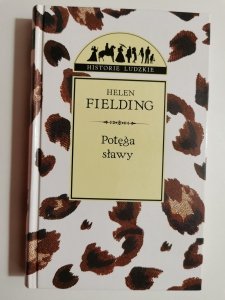 HISTORIE LUDZKIE
HELEN
FIELDING
Potęga
sławy